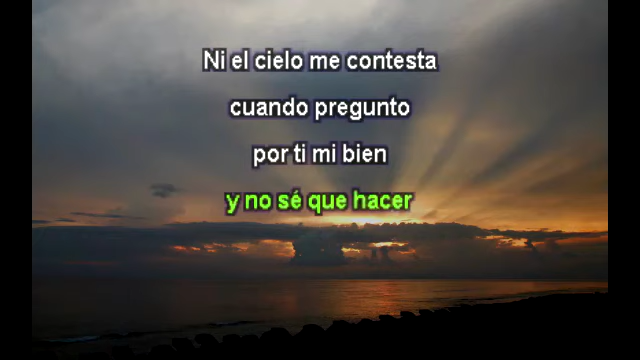 Ni el cielo me contesta
cuando pregunto
por ti mi bien
y no sé que hacer